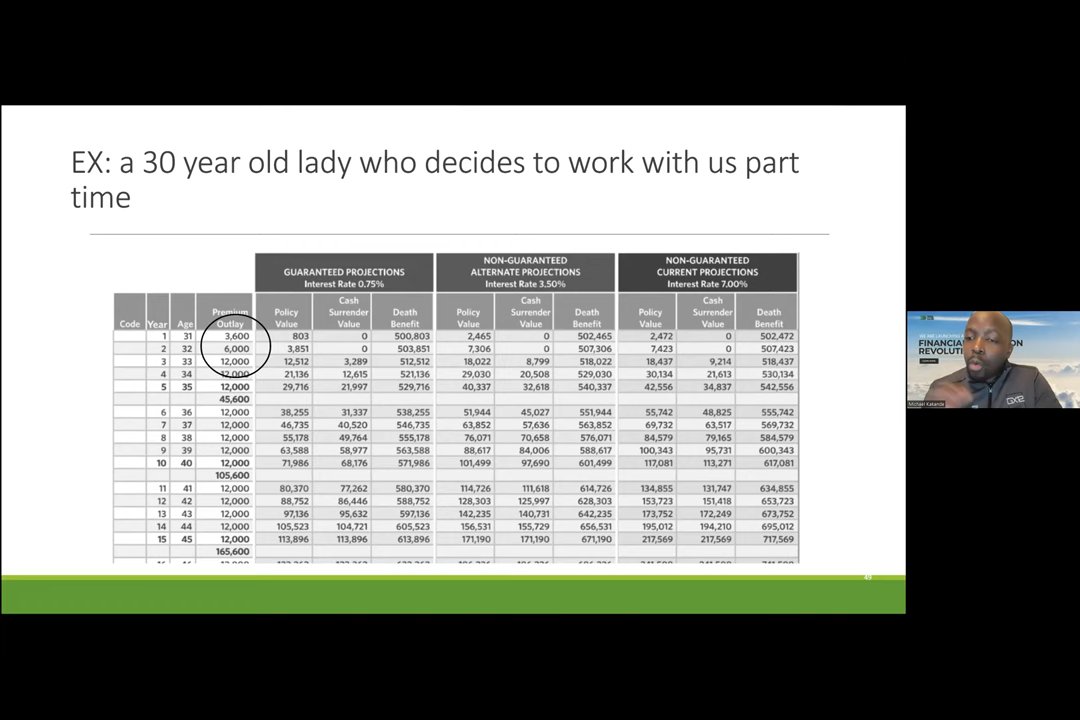 EX: a 30 year old lady who decides to work with us part
time
GUARANTEED PROJECTIONS
Interest Rate 0,75%
NON-GUARANTEED
ALTERNATE PROJECTIONS
Interest Rate 3,50%
NON-GUARANTEED
CURRENT PROJECTIONS
Interest Rate 7,00%
Code Year Age Premium Outlay Policy Value Cash Surrender Value Death Benefit Policy Value Cash Surrender Value Death Benefit Policy Value Cash Surrender Value Death Benefit
1 31 3,600 803 0 500,803 2,465 0 502,465 2,472 0 502,472
2 32 6,000 3,851 0 503,851 7,306 0 507,306 7,423 0 507,423
3 33 12,000 12,512 3,289 512,512 18,022 8,799 518,022 18,437 9,214 518,437
4 34 12,000 21,136 12,615 521,136 29,030 20,508 529,030 30,134 21,613 530,134
5 35 12,000 29,716 21,997 529,716 40,337 32,618 540,337 42,556 34,837 542,556
45,600
6 36 12,000 38,255 31,337 538,255 51,944 45,027 551,944 55,742 48,825 555,742
7 37 12,000 46,735 40,520 546,735 63,852 57,636 563,852 69,732 63,517 569,732
8 38 12,000 55,178 49,764 555,178 76,071 70,658 576,071 84,579 79,165 584,579
9 39 12,000 63,588 58,977 563,588 88,617 84,006 588,617 100,343 95,731 600,343
10 40 12,000 71,986 68,176 571,986 101,499 97,690 601,499 117,081 113,271 617,081
105,600
11 41 12,000 80,370 77,262 580,370 114,726 111,618 614,726 134,855 131,747 634,855
12 42 12,000 88,752 86,446 588,752 128,303 125,997 628,303 153,723 151,418 653,723
13 43 12,000 97,136 95,632 597,136 142,235 140,731 642,235 173,752 172,249 673,752
14 44 12,000 105,523 104,721 605,523 156,531 155,729 656,531 195,012 194,210 695,012
15 45 12,000 113,896 113,896 613,896 171,190 171,190 671,190 217,569 217,569 717,569
165,600
49
FINANCIAL ON
REVOLUTI
Michael Katende